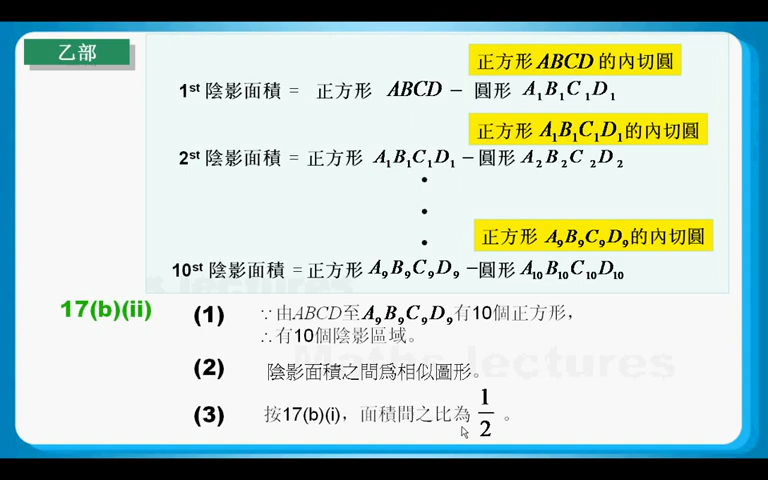 乙部
正方形 ABCD 的內切圓
1st 陰影面積 = 正方形 ABCD − 圓形 A₁B₁C₁D₁
正方形 A₁B₁C₁D₁的內切圓
2st 陰影面積 = 正方形 A₁B₁C₁D₁ − 圓形 A₂B₂C₂D₂
正方形 A₉B₉C₉D₉的內切圓
10st 陰影面積 = 正方形 A₉B₉C₉D₉ − 圓形 A₁₀B₁₀C₁₀D₁₀
17(b)(ii) (1) ∵由ABCD至A₉B₉C₉D₉有10個正方形，
∴有10個陰影區域。
(2) 陰影面積之間為相似圖形。
(3) 按17(b)(i)，面積間之比為 1/2 。
Maths lectures